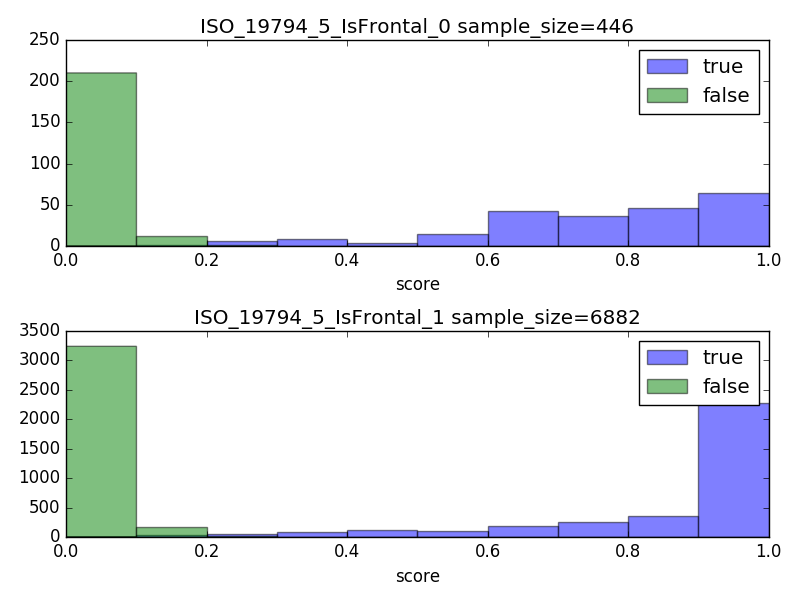 ISO_19794_5_IsFrontal_0 sample_size=446
250
200
150
100
50
0
true
false
0.0 0.2 0.4 0.6 0.8 1.0
score
ISO_19794_5_IsFrontal_1 sample_size=6882
3500
3000
2500
2000
1500
1000
500
0
true
false
0.0 0.2 0.4 0.6 0.8 1.0
score